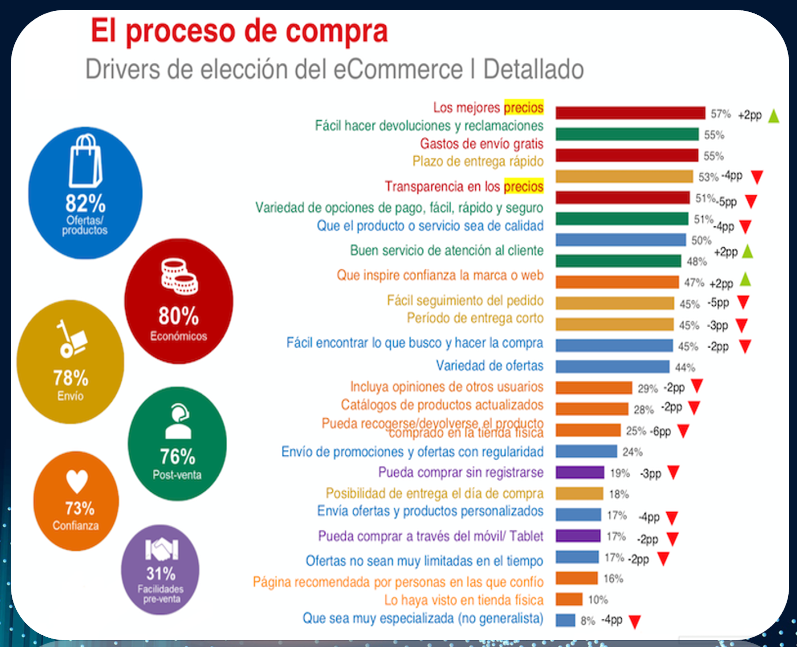 El proceso de compra
Drivers de elección del eCommerce | Detallado
82%
Ofertas/
productos
80%
Económicos
78%
Envío
76%
Post-venta
73%
Confianza
31%
Facilidades
pre-venta
Los mejores precios 57% +2pp
Fácil hacer devoluciones y reclamaciones 55%
Gastos de envío gratis 55%
Plazo de entrega rápido 53% -4pp
Transparencia en los precios 51% -5pp
Variedad de opciones de pago, fácil, rápido y seguro 51% -4pp
Que el producto o servicio sea de calidad 50%
Buen servicio de atención al cliente 48% +2pp
Que inspire confianza la marca o web 47% +2pp
Fácil seguimiento del pedido 45% -5pp
Período de entrega corto 45% -3pp
Fácil encontrar lo que busco y hacer la compra 45% -2pp
Variedad de ofertas 44%
Incluya opiniones de otros usuarios 29% -2pp
Catálogos de productos actualizados 28% -2pp
Pueda recogerse/devolverse el producto
comprado en la tienda física 25% -6pp
Envío de promociones y ofertas con regularidad 24%
Pueda comprar sin registrarse 19% -3pp
Posibilidad de entrega el día de compra 18%
Envía ofertas y productos personalizados 17% -4pp
Pueda comprar a través del móvil/ Tablet 17% -2pp
Ofertas no sean muy limitadas en el tiempo 17% -2pp
Página recomendada por personas en las que confío 16%
Lo haya visto en tienda física 10%
Que sea muy especializada (no generalista) 8% -4pp